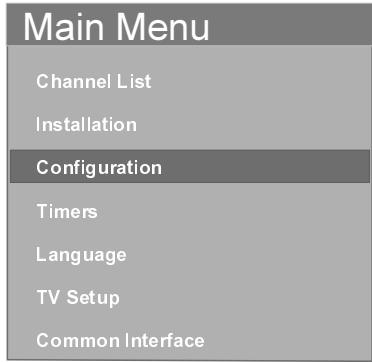 Main Menu
Channel List
Installation
Configuration
Timers
Language
TV Setup
Common Interface